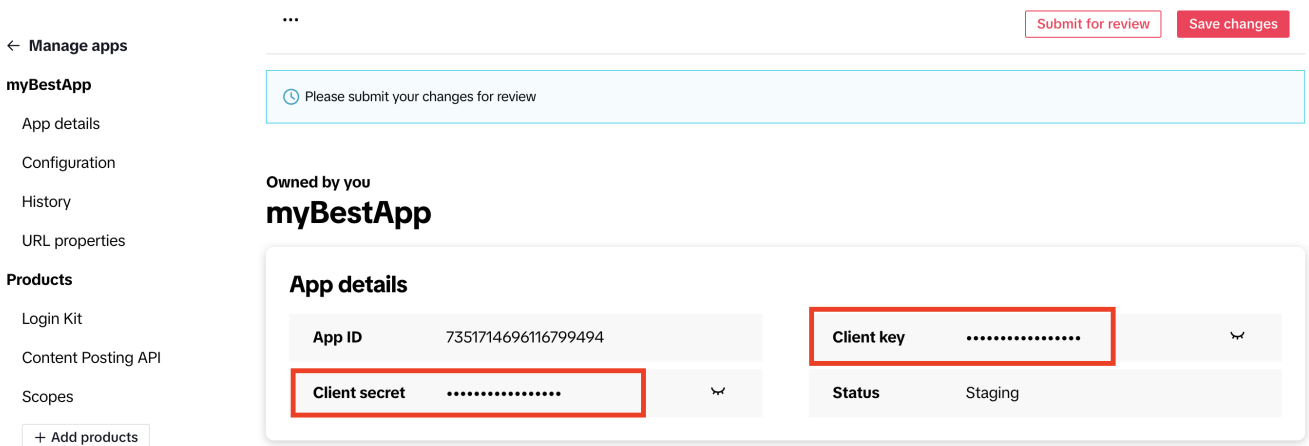 ...
Submit for review
Save changes
Manage apps
myBestApp
App details
Configuration
History
URL properties
Products
Login Kit
Content Posting API
Scopes
+ Add products
Please submit your changes for review
Owned by you
myBestApp
App details
App ID 7351714696116799494
Client key •••••••••••••••••
Client secret •••••••••••••••••
Status Staging